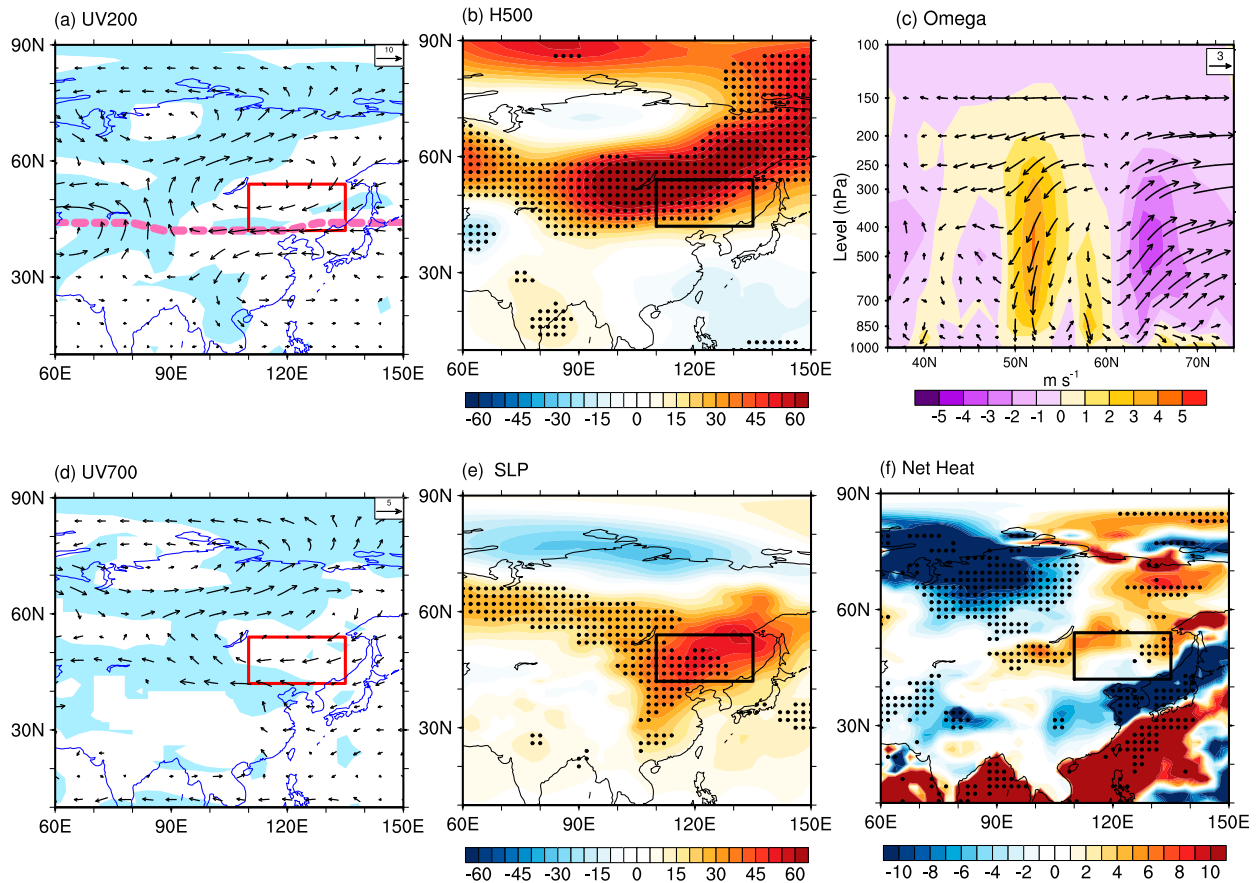 (a) UV200
90N
60N
30N
60E 90E 120E 150E
10
(b) H500
90N
60N
30N
60E 90E 120E 150E
-60 -45 -30 -15 0 15 30 45 60
(c) Omega
Level (hPa)
100
150
200
250
300
400
500
700
850
1000
40N 50N 60N 70N
3
m s⁻¹
-5 -4 -3 -2 -1 0 1 2 3 4 5
(d) UV700
90N
60N
30N
60E 90E 120E 150E
5
(e) SLP
90N
60N
30N
60E 90E 120E 150E
-60 -45 -30 -15 0 15 30 45 60
(f) Net Heat
90N
60N
30N
60E 90E 120E 150E
-10 -8 -6 -4 -2 0 2 4 6 8 10